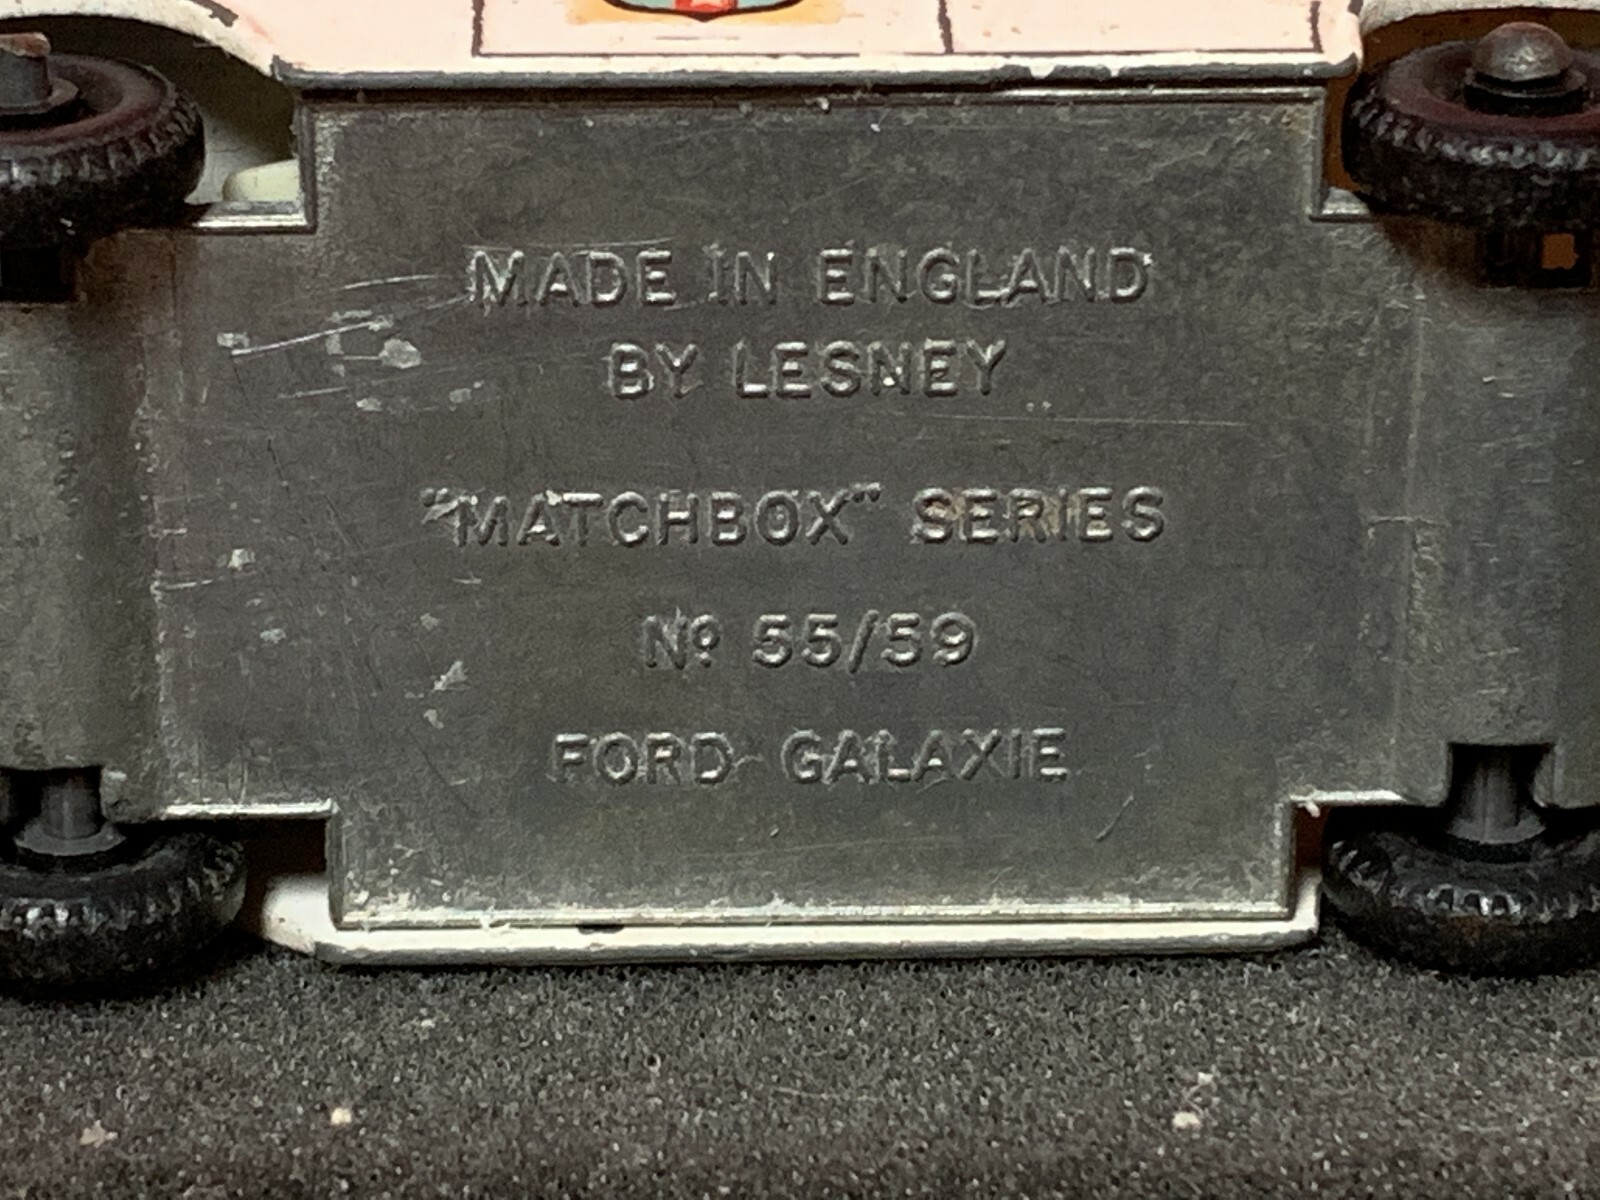 MADE IN ENGLAND
BY LESNEY
"MATCHBOX" SERIES
Nº 55/59
FORD GALAXIE